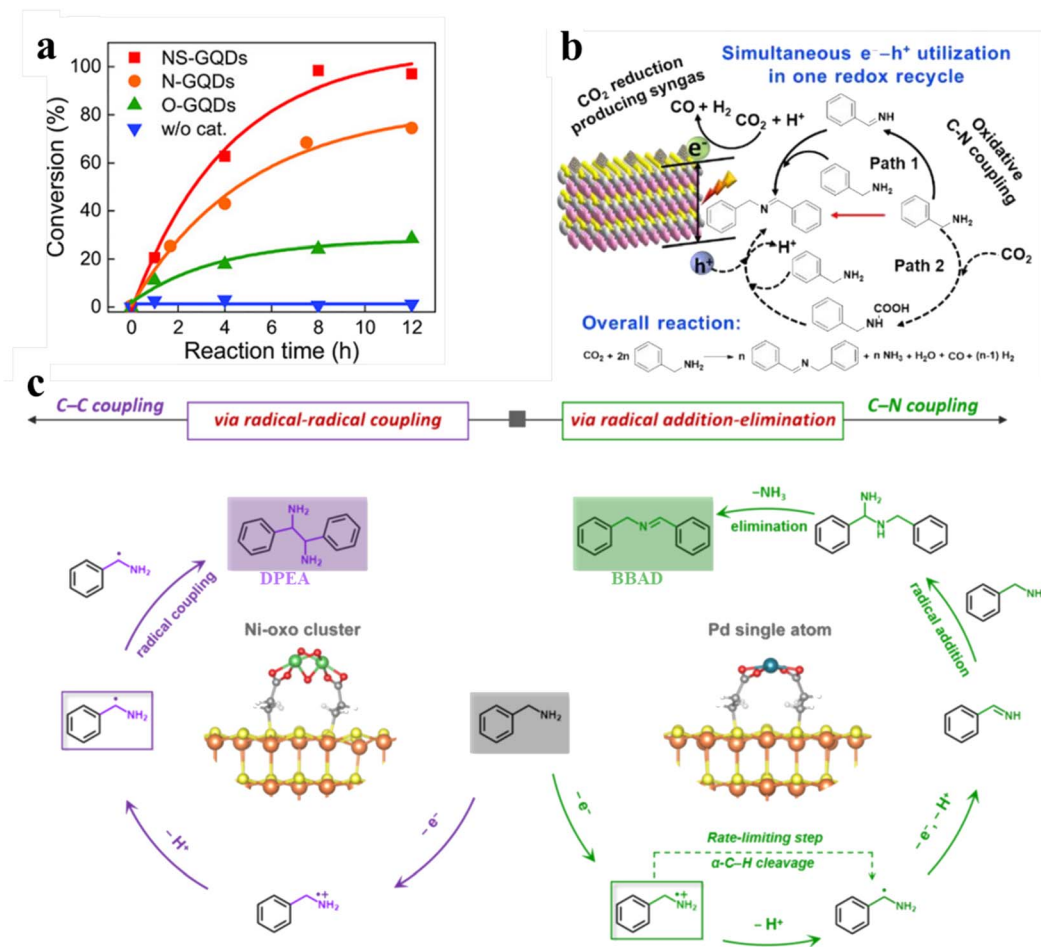 a
NS-GQDs
N-GQDs
O-GQDs
w/o cat.
Conversion (%)
100
80
60
40
20
0
0 2 4 6 8 10 12
Reaction time (h)
b
Simultaneous e⁻–h⁺ utilization
in one redox recycle
CO₂ reduction
producing syngas
CO + H₂
CO₂ + H⁺
e⁻
NH
Oxidative
C-N coupling
Path 1
NH₂
N
NH₂
H⁺
h⁺
NH₂
Path 2
CO₂
COOH
N
H
Overall reaction:
CO₂ + 2n NH₂ n N + n NH₃ + H₂O + CO + (n-1) H₂
c
C–C coupling
via radical-radical coupling
via radical addition-elimination
C–N coupling
NH₂
NH₂
DPEA
BBAD
N
–NH₃
elimination
NH₂
N
H
NH₂
radical coupling
Ni-oxo cluster
Pd single atom
radical addition
NH
NH₂
NH₂
NH
– e⁻
– e⁻
– H⁺
– e⁻, – H⁺
Rate-limiting step
α-C–H cleavage
NH₂
NH₂
– H⁺
NH₂